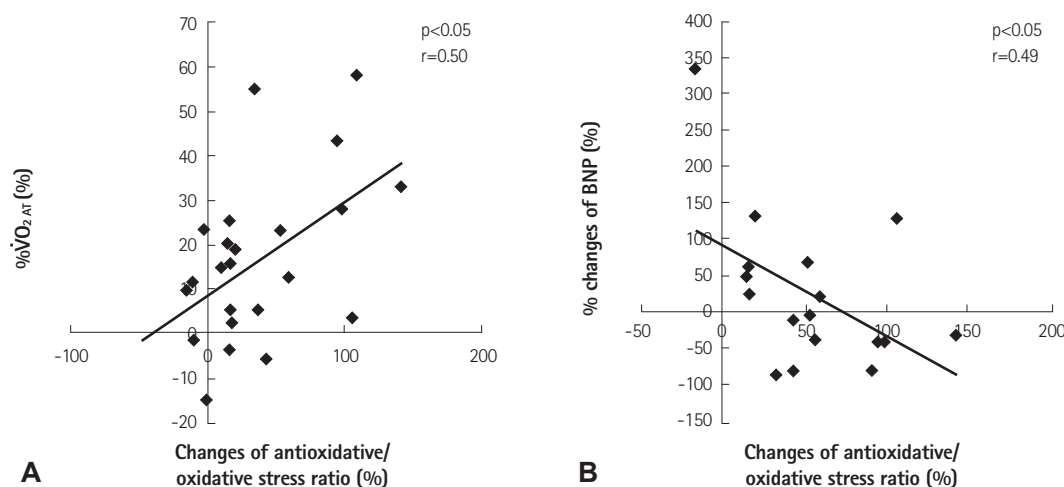 70
60
50
40
30
20
10
0
-10
-20
-100
0
100
200
p<0.05
r=0.50
%V̇O₂ AT (%)
Changes of antioxidative/
oxidative stress ratio (%)
A
400
350
300
250
200
150
100
50
0
-50
-100
-150
-50
0
50
100
150
200
p<0.05
r=0.49
% changes of BNP (%)
Changes of antioxidative/
oxidative stress ratio (%)
B